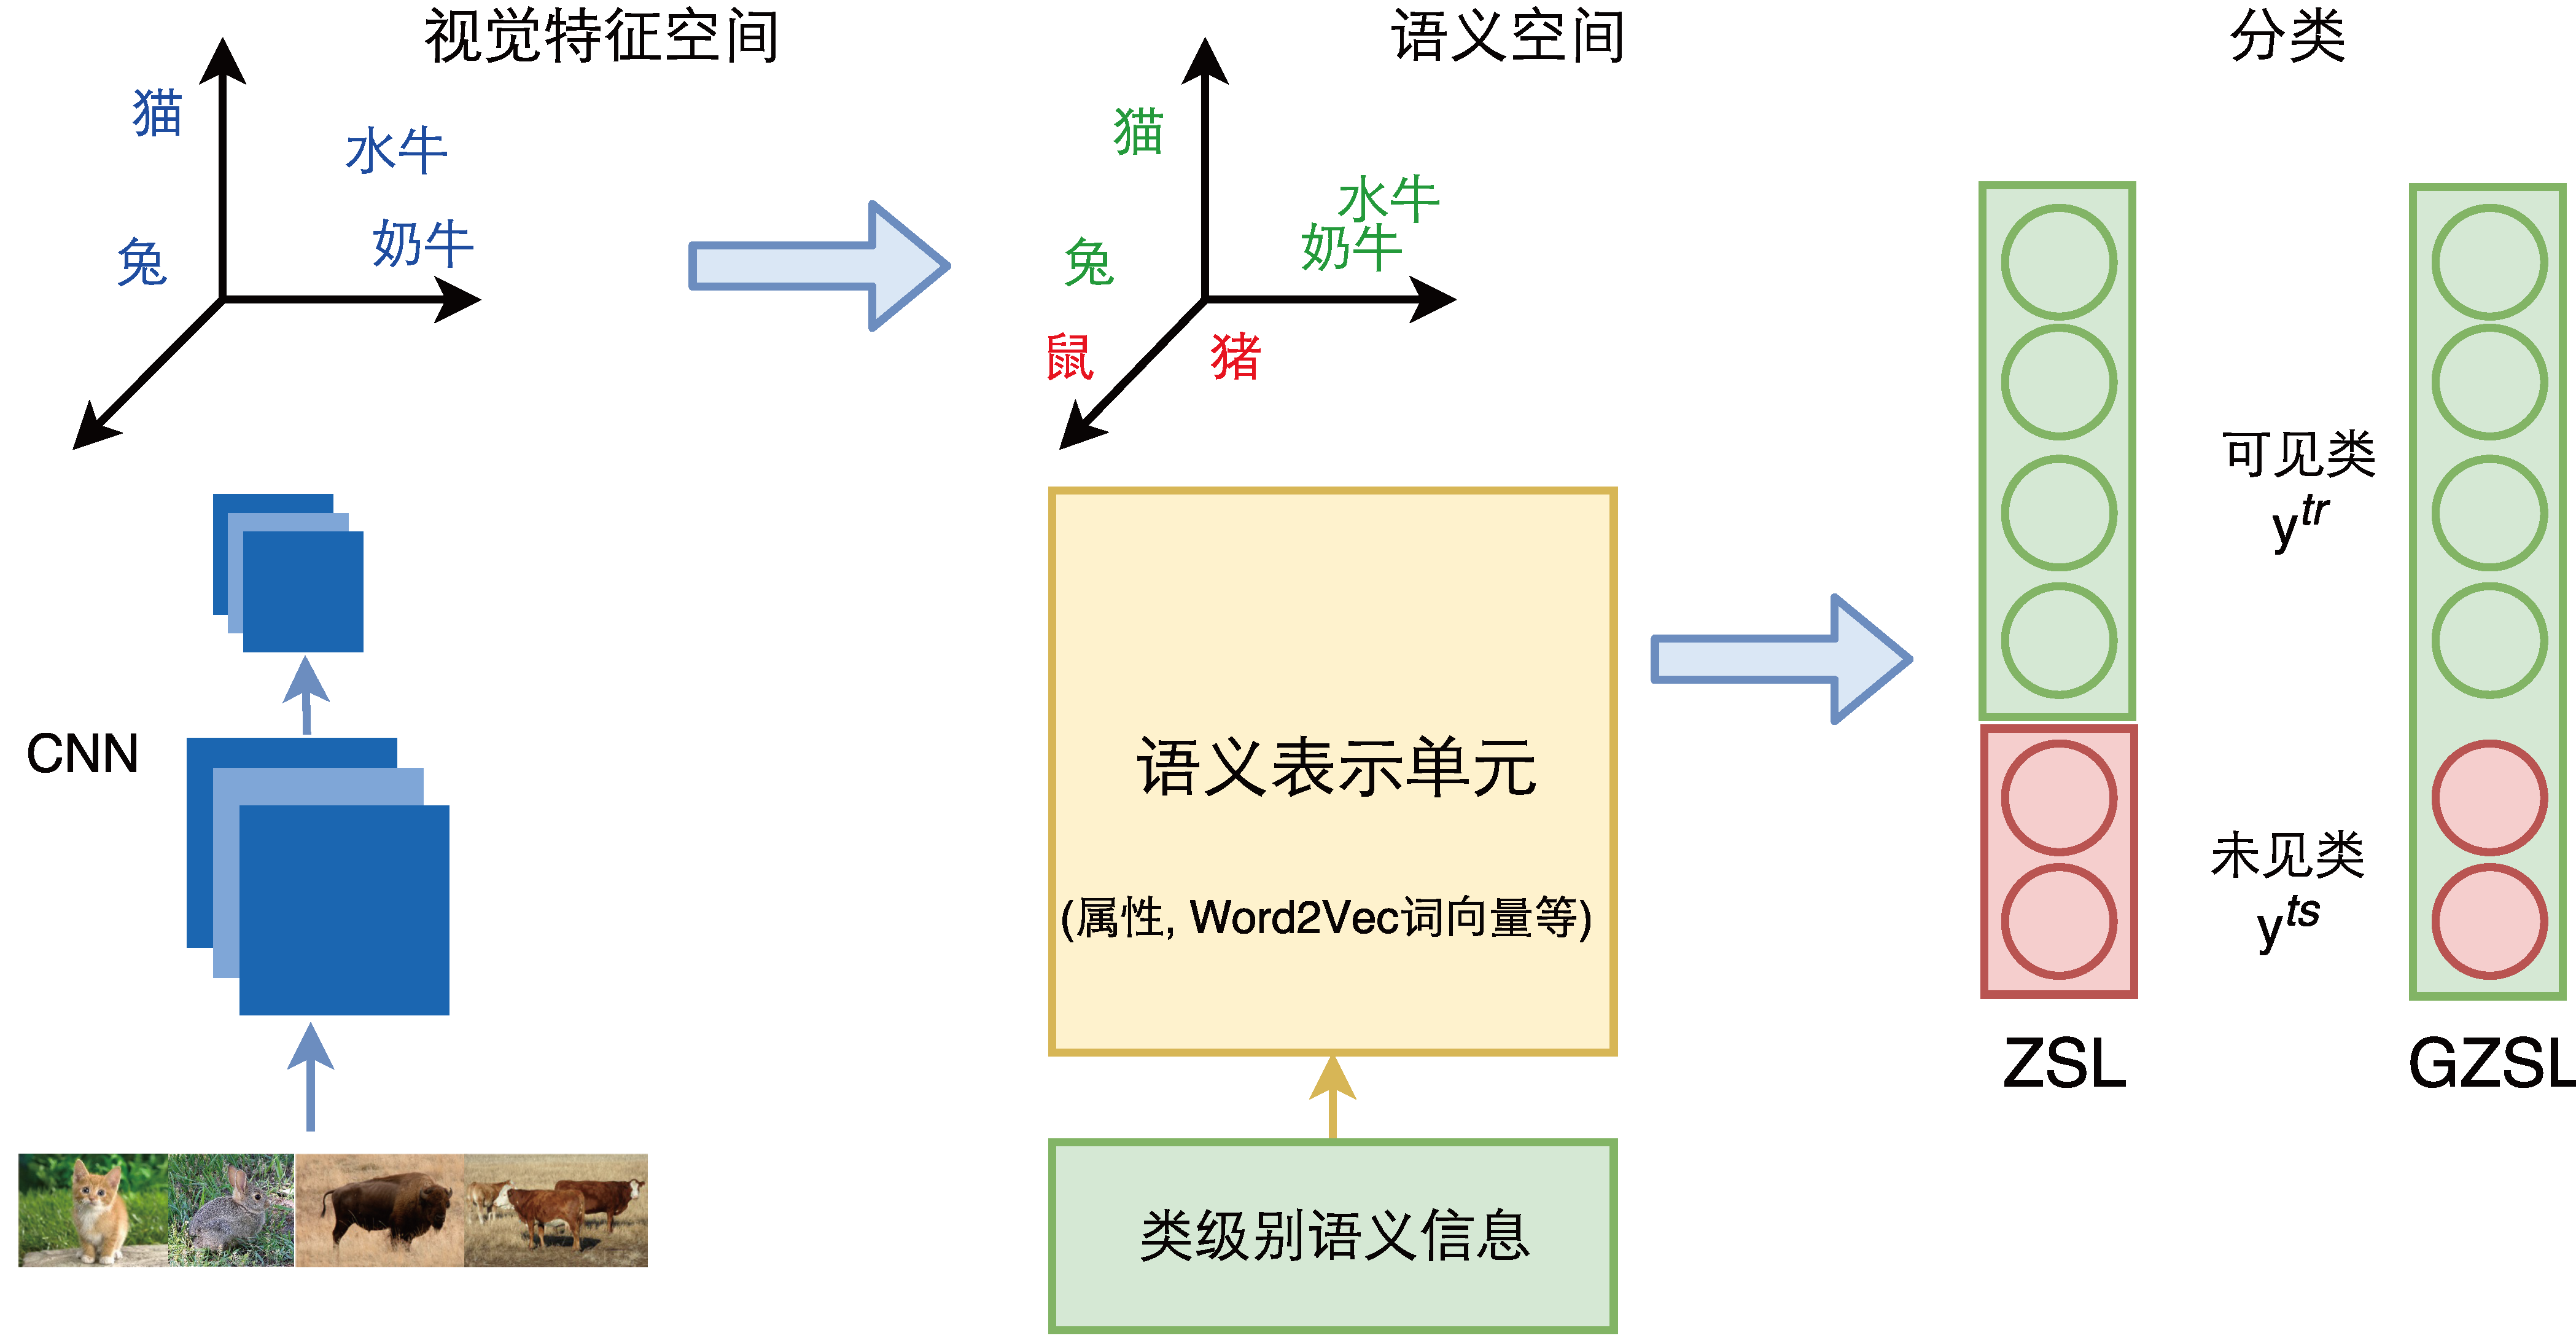 视觉特征空间
猫
水牛
奶牛
兔
CNN
语义空间
猫
水牛
奶牛
兔
鼠
猪
语义表示单元
(属性, Word2Vec词向量等)
类级别语义信息
分类
可见类
y^tr
未见类
y^ts
ZSL
GZSL